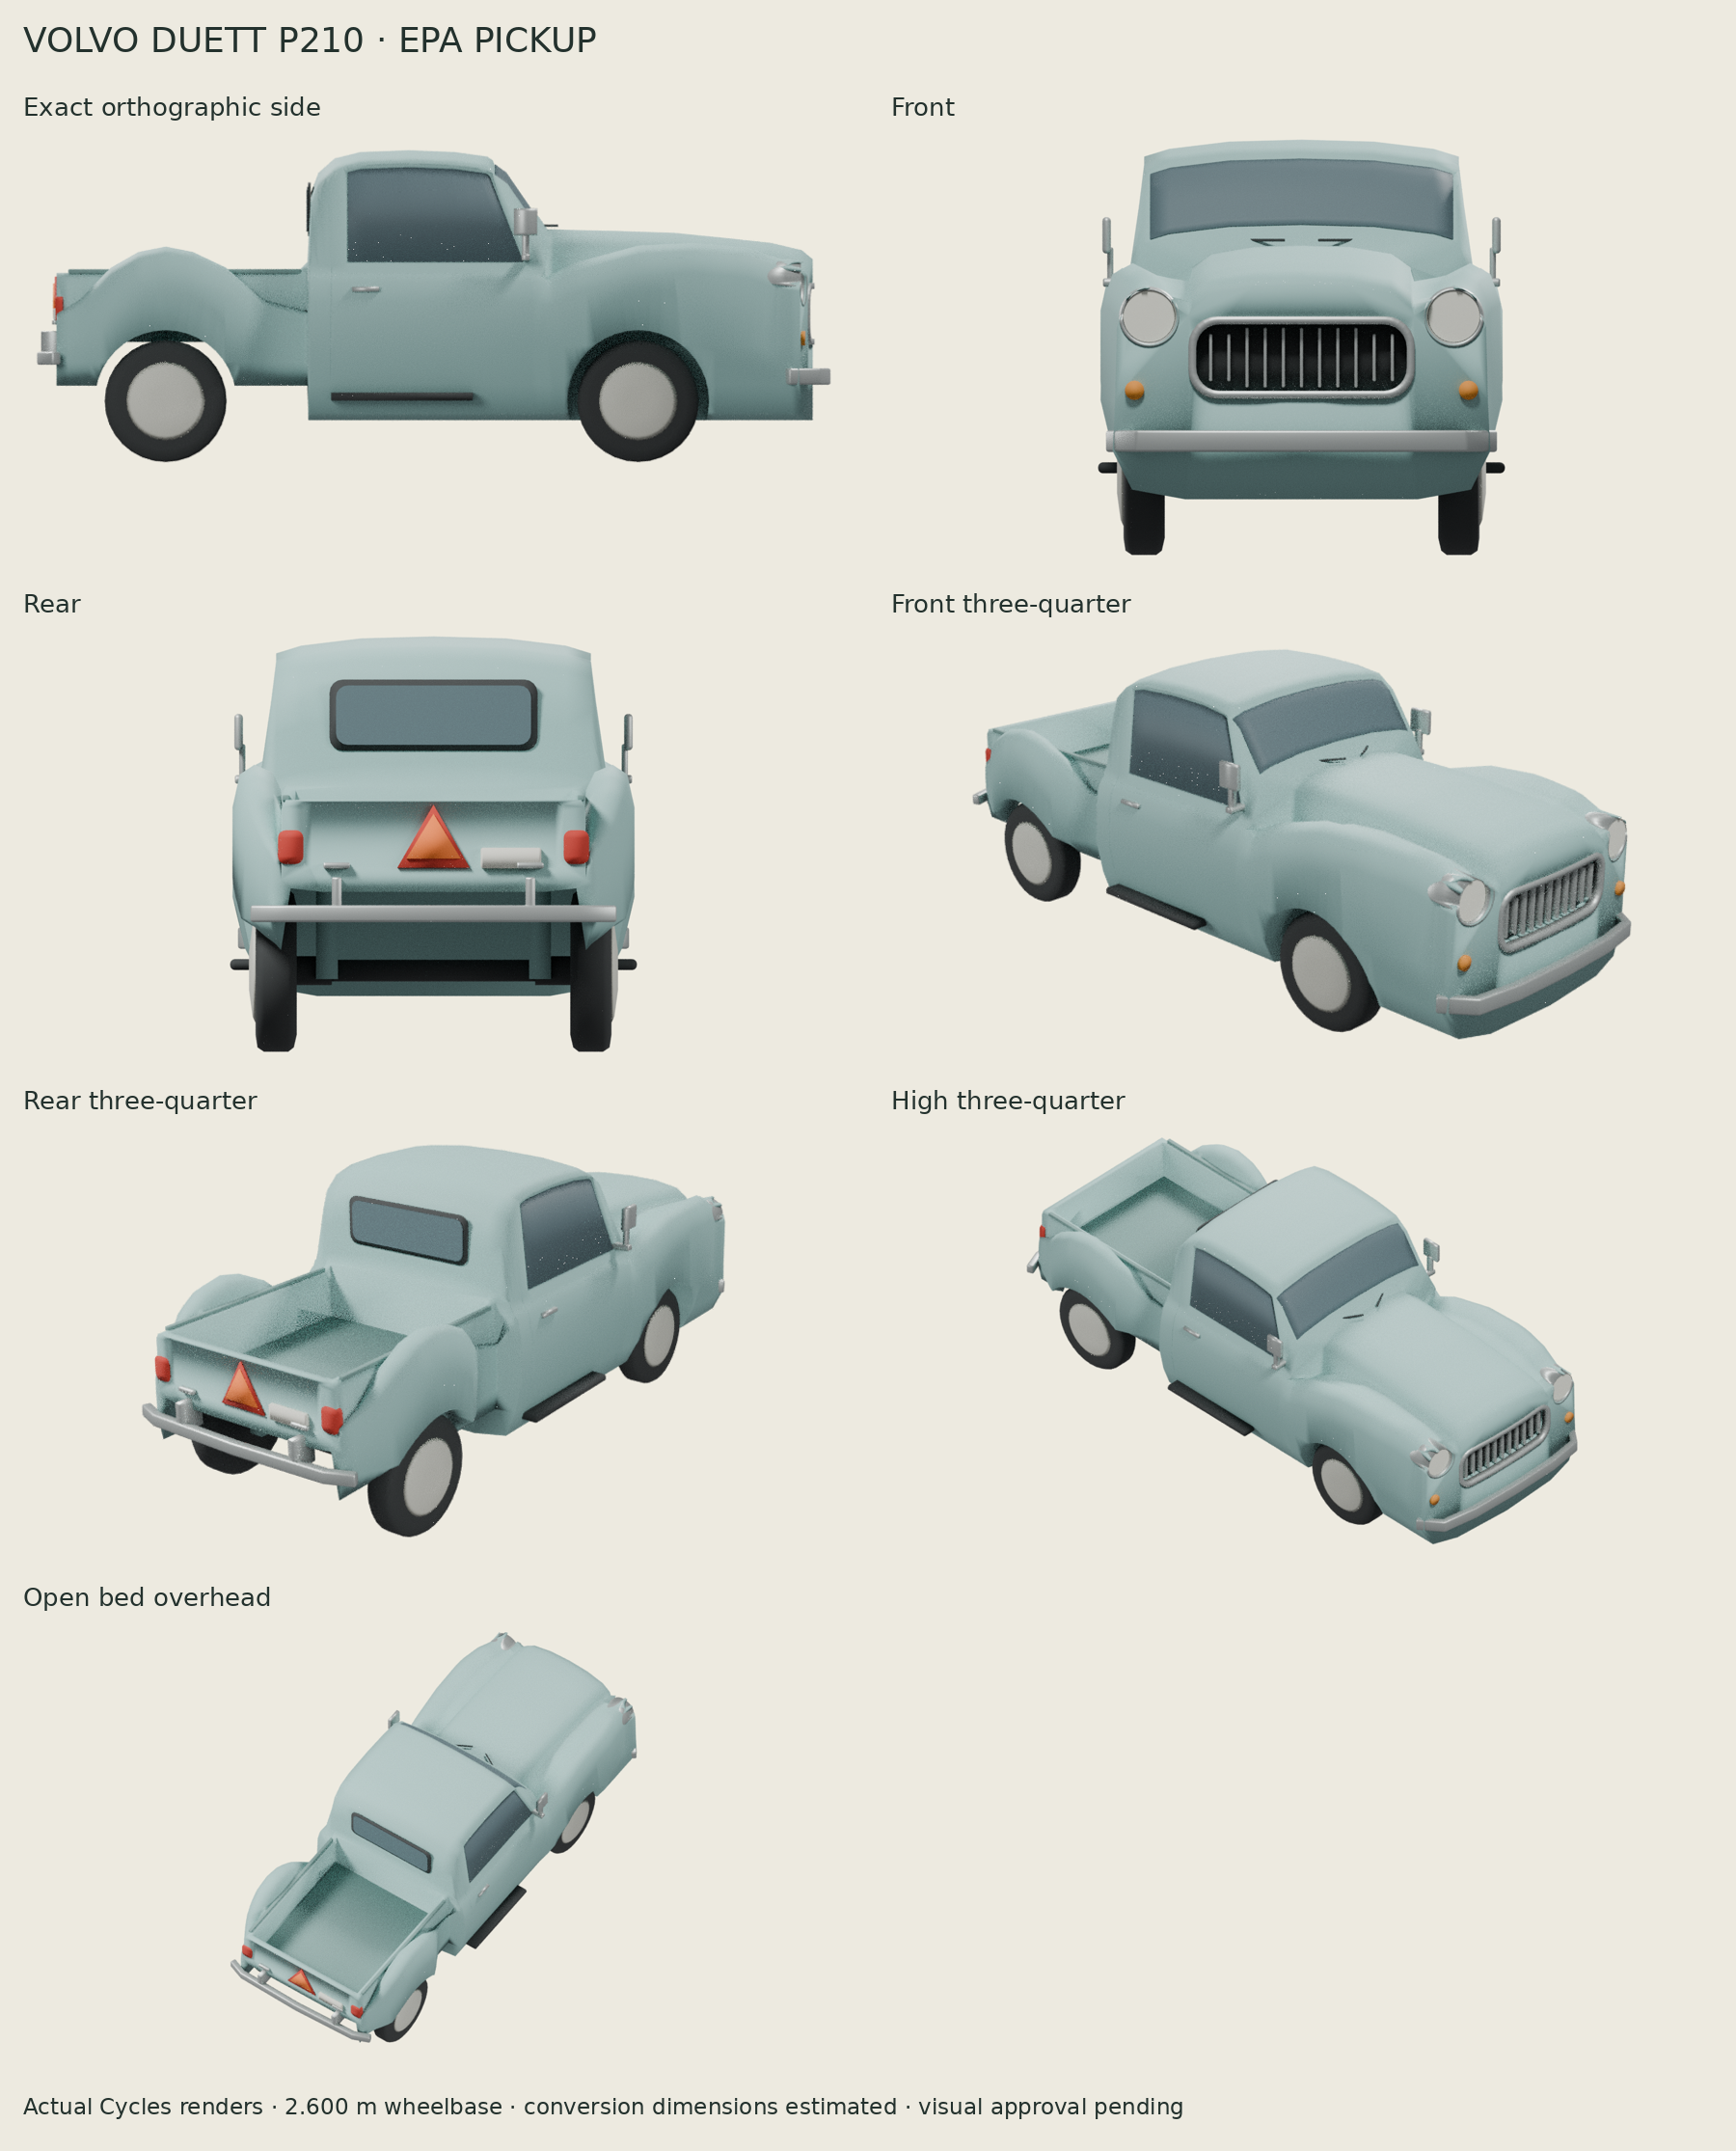 VOLVO DUETT P210 · EPA PICKUP
Exact orthographic side
Front
Rear
Front three-quarter
Rear three-quarter
High three-quarter
Open bed overhead
Actual Cycles renders · 2.600 m wheelbase · conversion dimensions estimated · visual approval pending